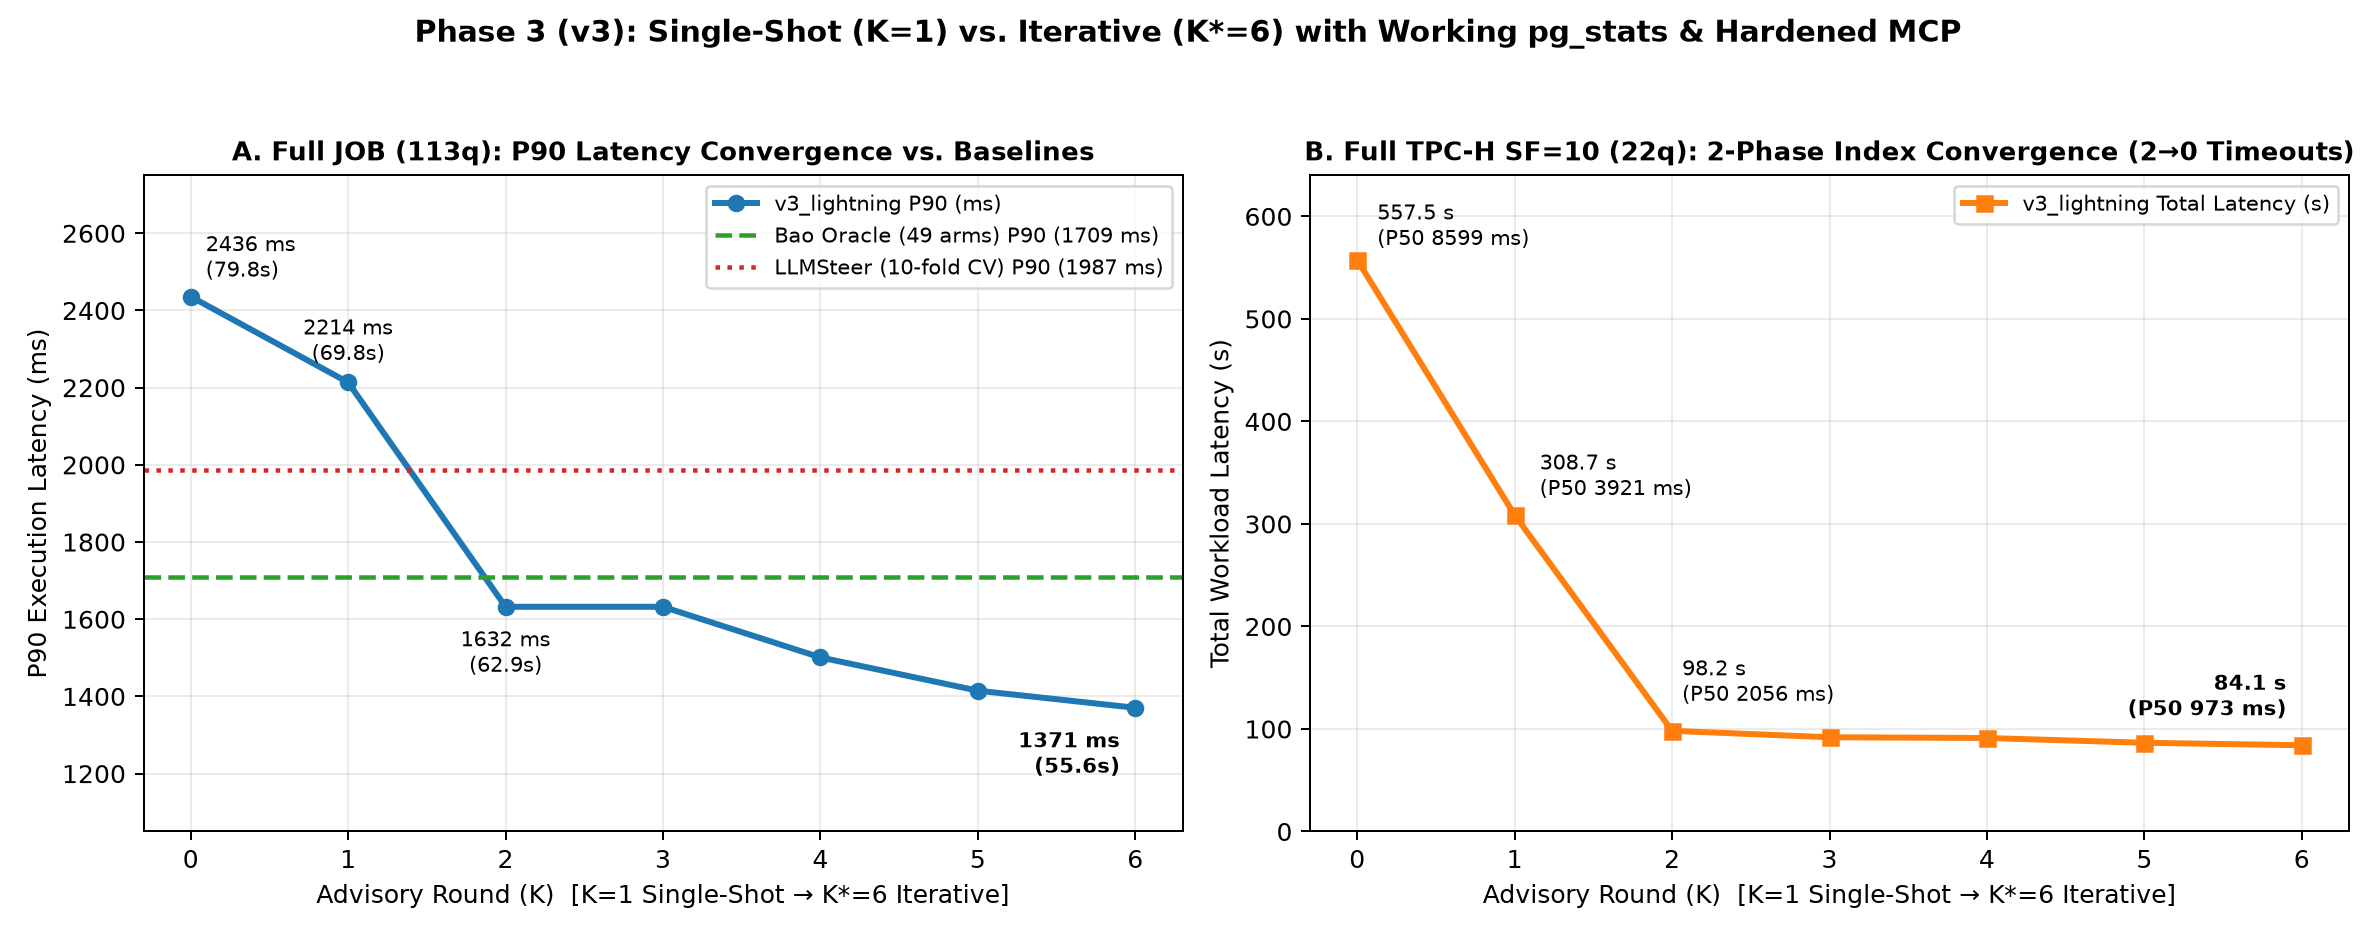 Phase 3 (v3): Single-Shot (K=1) vs. Iterative (K*=6) with Working pg_stats & Hardened MCP
A. Full JOB (113q): P90 Latency Convergence vs. Baselines
P90 Execution Latency (ms)
2600
2400
2200
2000
1800
1600
1400
1200
v3_lightning P90 (ms)
Bao Oracle (49 arms) P90 (1709 ms)
LLMSteer (10-fold CV) P90 (1987 ms)
2436 ms
(79.8s)
2214 ms
(69.8s)
1632 ms
(62.9s)
1371 ms
(55.6s)
0 1 2 3 4 5 6
Advisory Round (K) [K=1 Single-Shot → K*=6 Iterative]
B. Full TPC-H SF=10 (22q): 2-Phase Index Convergence (2→0 Timeouts)
Total Workload Latency (s)
600
500
400
300
200
100
0
v3_lightning Total Latency (s)
557.5 s
(P50 8599 ms)
308.7 s
(P50 3921 ms)
98.2 s
(P50 2056 ms)
84.1 s
(P50 973 ms)
0 1 2 3 4 5 6
Advisory Round (K) [K=1 Single-Shot → K*=6 Iterative]